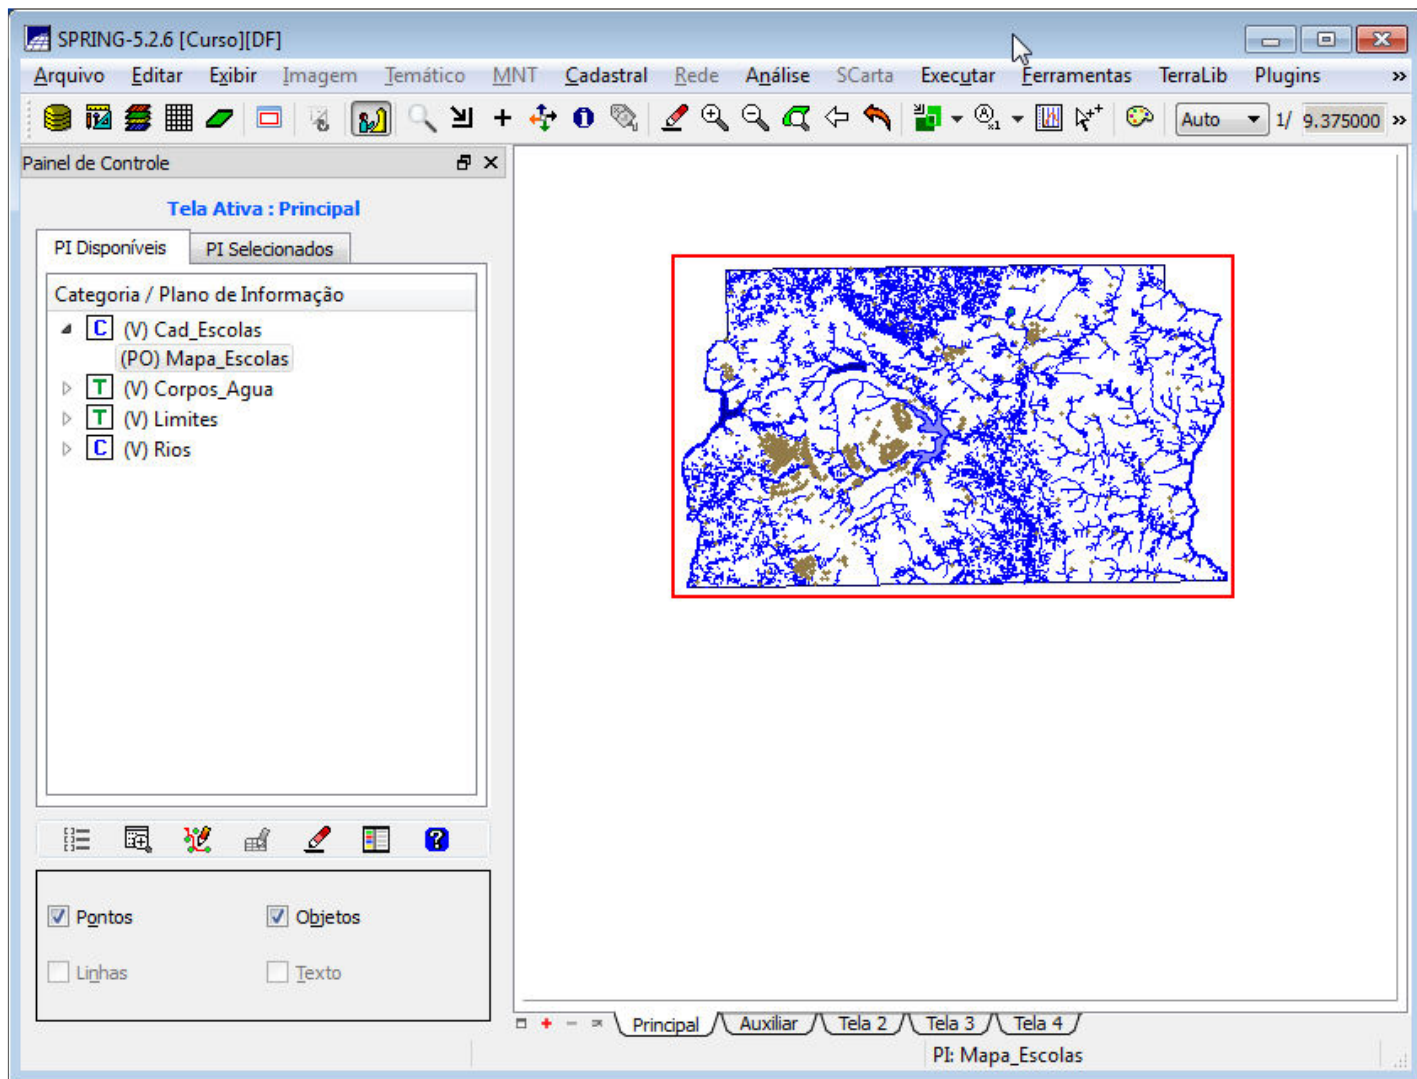 SPRING-5.2.6 [Curso][DF]
Arquivo Editar Exibir Imagem Temático MNT Cadastral Rede Análise SCarta Executar Ferramentas TerraLib Plugins »
Auto 1/ 9.375000 »
Painel de Controle
Tela Ativa : Principal
PI Disponíveis PI Selecionados
Categoria / Plano de Informação
C (V) Cad_Escolas
(PO) Mapa_Escolas
T (V) Corpos_Agua
T (V) Limites
C (V) Rios
Pontos Objetos
Linhas Texto
Principal Auxiliar Tela 2 Tela 3 Tela 4
PI: Mapa_Escolas